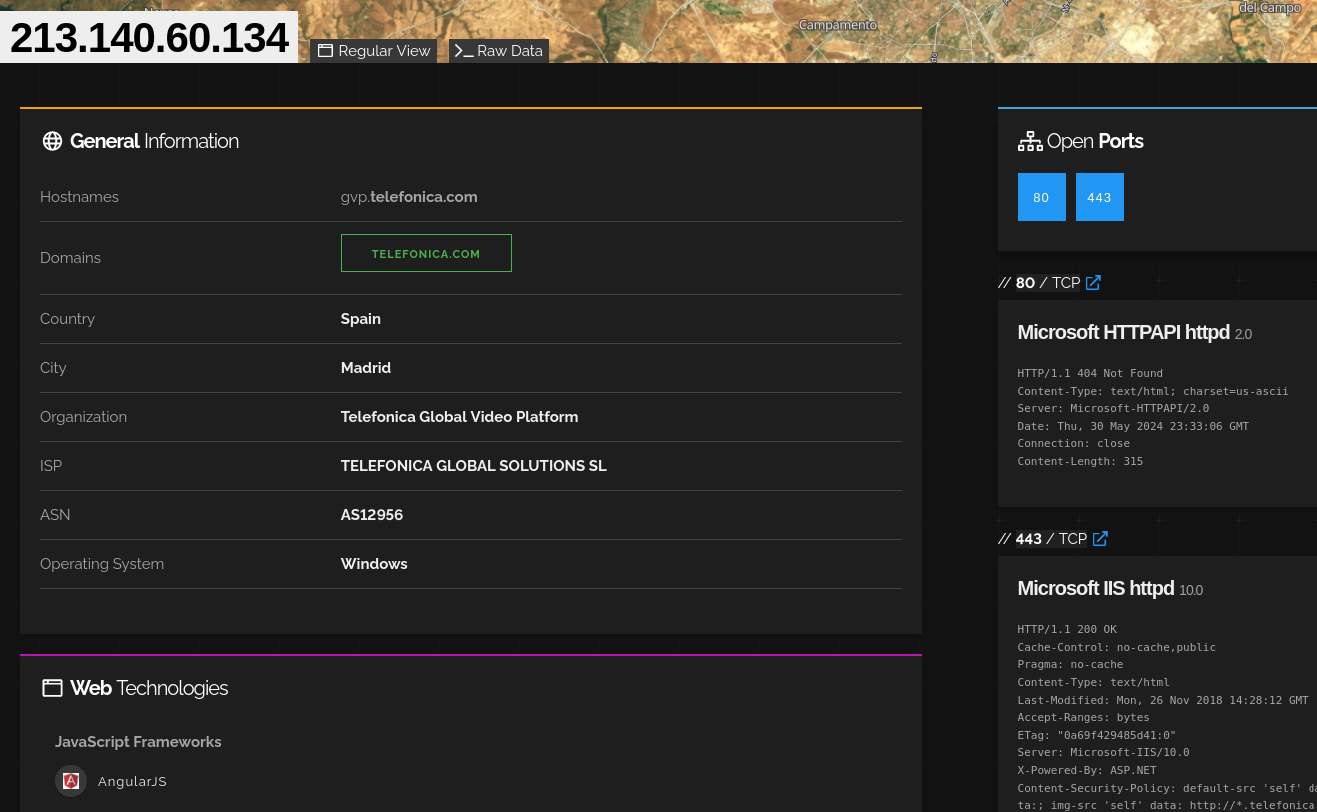 del Campo
Campamento
213.140.60.134
Regular View
Raw Data
General Information
Hostnames gvp.telefonica.com
Domains TELEFONICA.COM
Country Spain
City Madrid
Organization Telefonica Global Video Platform
ISP TELEFONICA GLOBAL SOLUTIONS SL
ASN AS12956
Operating System Windows
Web Technologies
JavaScript Frameworks
AngularJS
Open Ports
80 443
// 80 / TCP
Microsoft HTTPAPI httpd 2.0
HTTP/1.1 404 Not Found
Content-Type: text/html; charset=us-ascii
Server: Microsoft-HTTPAPI/2.0
Date: Thu, 30 May 2024 23:33:06 GMT
Connection: close
Content-Length: 315
// 443 / TCP
Microsoft IIS httpd 10.0
HTTP/1.1 200 OK
Cache-Control: no-cache,public
Pragma: no-cache
Content-Type: text/html
Last-Modified: Mon, 26 Nov 2018 14:28:12 GMT
Accept-Ranges: bytes
ETag: "0a69f429485d41:0"
Server: Microsoft-IIS/10.0
X-Powered-By: ASP.NET
Content-Security-Policy: default-src 'self' da
ta:; img-src 'self' data: http://*.telefonica